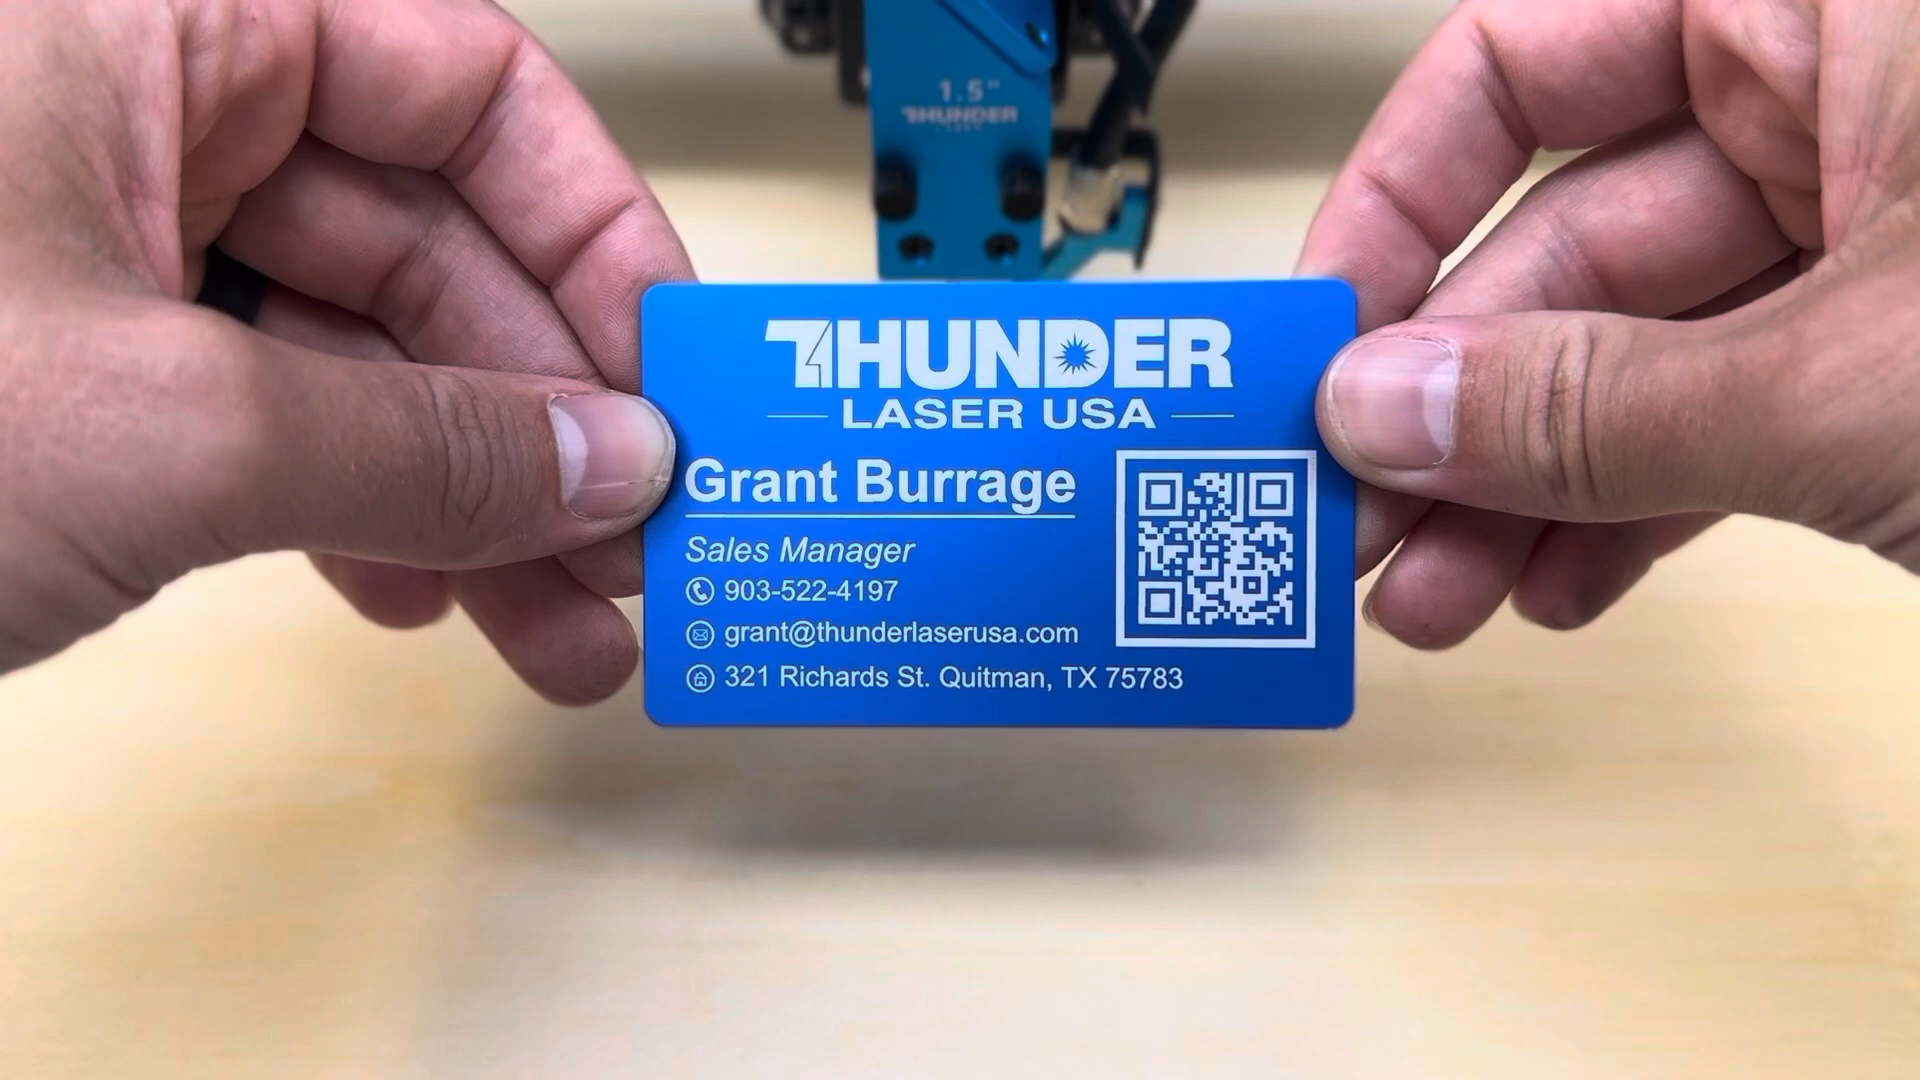 1.5"
THUNDER
THUNDER
LASER USA
Grant Burrage
Sales Manager
903-522-4197
grant@thunderlaserusa.com
321 Richards St. Quitman, TX 75783